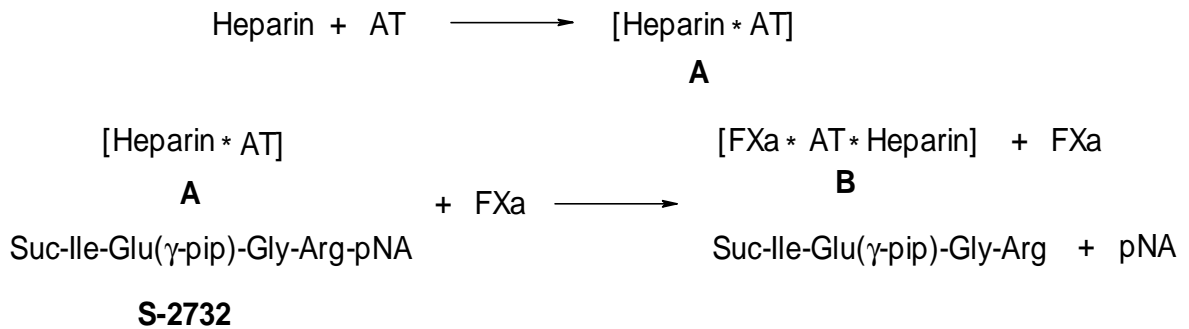 Heparin + AT [Heparin * AT]
A
[Heparin * AT] [FXa * AT * Heparin] + FXa
A B
+ FXa
Suc-Ile-Glu(γ-pip)-Gly-Arg-pNA Suc-Ile-Glu(γ-pip)-Gly-Arg + pNA
S-2732